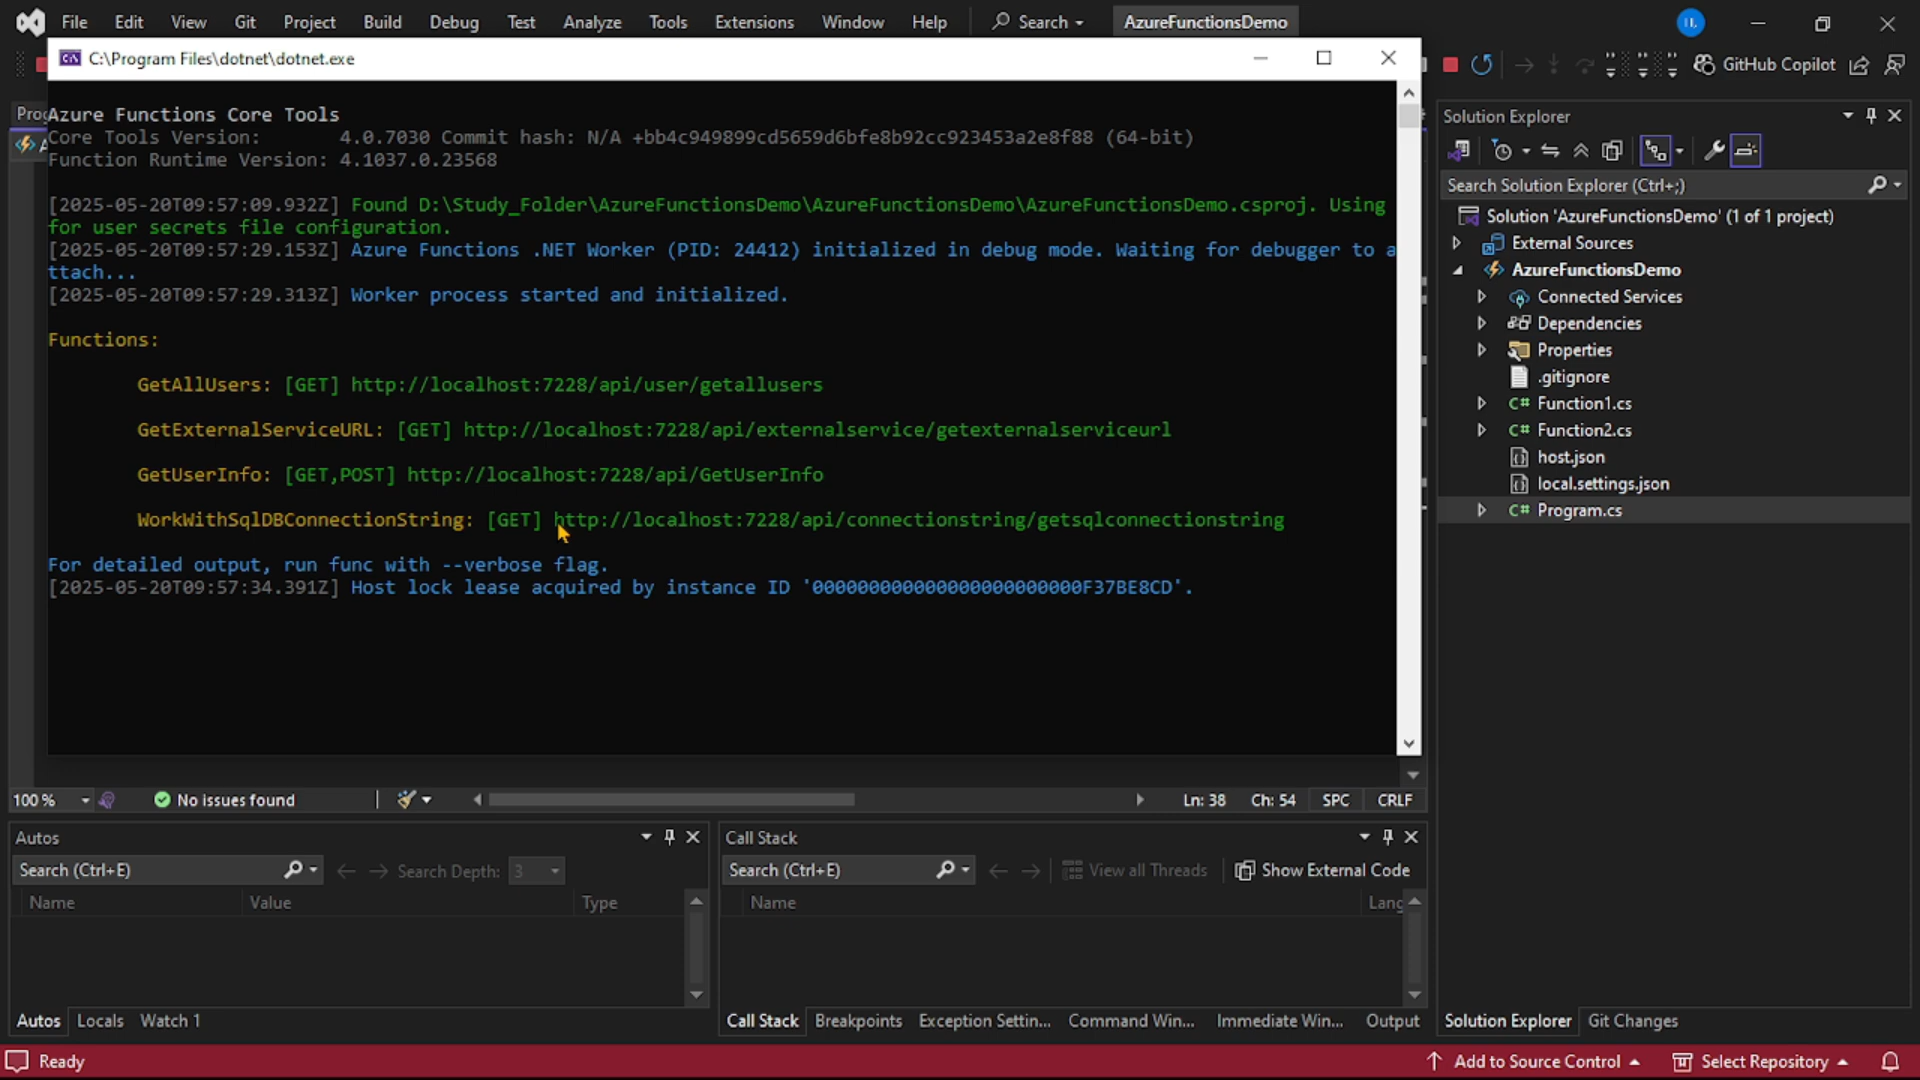 File Edit View Git Project Build Debug Test Analyze Tools Extensions Window Help Search AzureFunctionsDemo
C:\Program Files\dotnet\dotnet.exe
GitHub Copilot
Azure Functions Core Tools
Core Tools Version:       4.0.7030 Commit hash: N/A +bb4c949899cd5659d6bfe8b92cc923453a2e8f88 (64-bit)
Function Runtime Version: 4.1037.0.23568
[2025-05-20T09:57:09.932Z] Found D:\Study_Folder\AzureFunctionsDemo\AzureFunctionsDemo\AzureFunctionsDemo.csproj. Using
for user secrets file configuration.
[2025-05-20T09:57:29.153Z] Azure Functions .NET Worker (PID: 24412) initialized in debug mode. Waiting for debugger to a
ttach...
[2025-05-20T09:57:29.313Z] Worker process started and initialized.
Functions:
GetAllUsers: [GET] http://localhost:7228/api/user/getallusers
GetExternalServiceURL: [GET] http://localhost:7228/api/externalservice/getexternalserviceurl
GetUserInfo: [GET,POST] http://localhost:7228/api/GetUserInfo
WorkWithSqlDBConnectionString: [GET] http://localhost:7228/api/connectionstring/getsqlconnectionstring
For detailed output, run func with --verbose flag.
[2025-05-20T09:57:34.391Z] Host lock lease acquired by instance ID '000000000000000000000000F37BE8CD'.
Solution Explorer
Search Solution Explorer (Ctrl+;)
Solution 'AzureFunctionsDemo' (1 of 1 project)
External Sources
AzureFunctionsDemo
Connected Services
Dependencies
Properties
.gitignore
C# Function1.cs
C# Function2.cs
host.json
local.settings.json
C# Program.cs
100 % No issues found Ln: 38 Ch: 54 SPC CRLF
Autos
Search (Ctrl+E) Search Depth: 3
Name Value Type
Autos Locals Watch 1
Call Stack
Search (Ctrl+E) View all Threads Show External Code
Name Lang
Call Stack Breakpoints Exception Settin... Command Win... Immediate Win... Output
Solution Explorer Git Changes
Ready Add to Source Control Select Repository